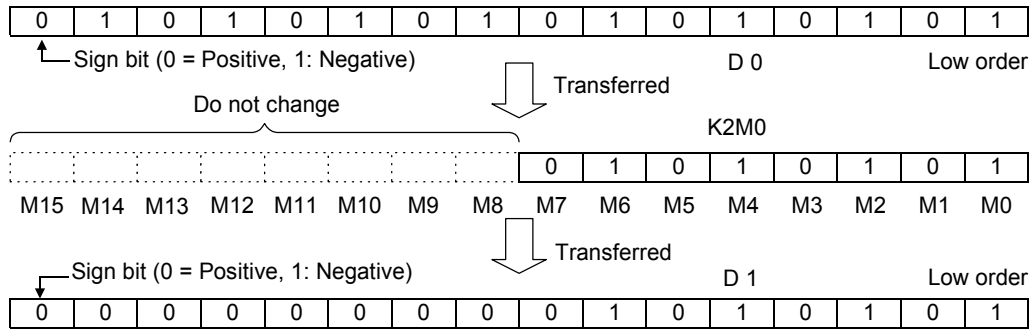 0 1 0 1 0 1 0 1 0 1 0 1 0 1 0 1
Sign bit (0 = Positive, 1: Negative) D 0 Low order
Transferred
Do not change
K2M0
0 1 0 1 0 1 0 1
M15 M14 M13 M12 M11 M10 M9 M8 M7 M6 M5 M4 M3 M2 M1 M0
Transferred
Sign bit (0 = Positive, 1: Negative) D 1 Low order
0 0 0 0 0 0 0 0 0 1 0 1 0 1 0 1